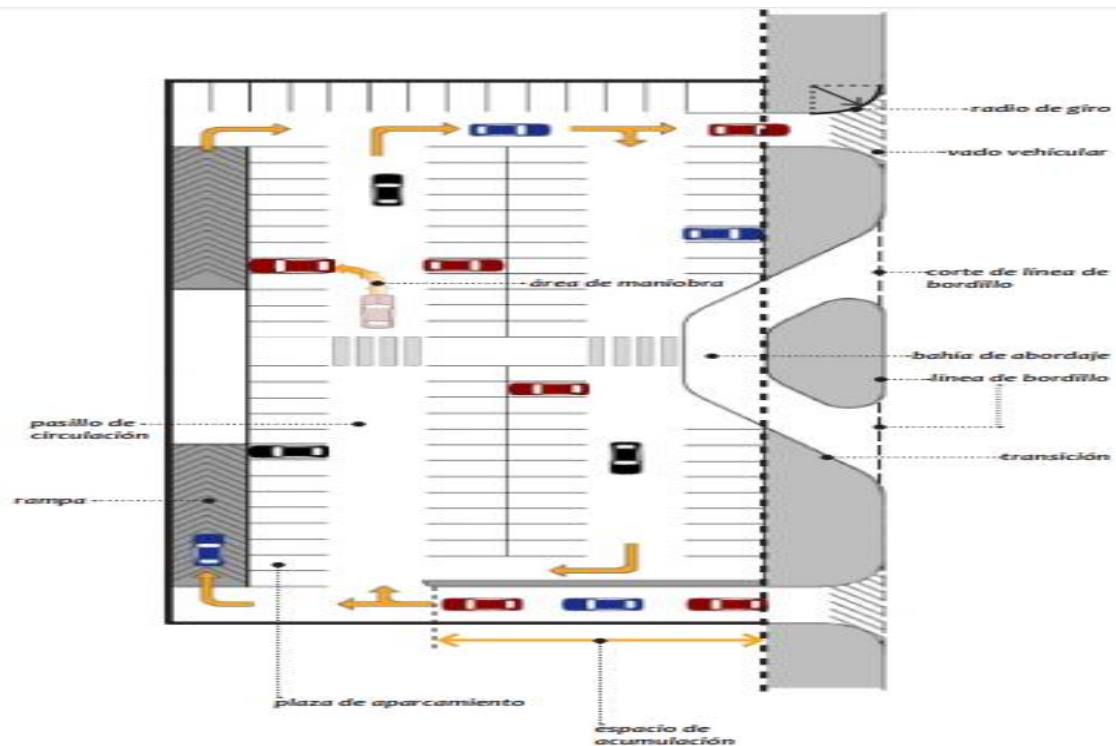 radio de giro
vado vehícular
corte de línea de
bordillo
área de maniobra
bahía de abordaje
línea de bordillo
pasillo de
circulación
transición
rampa
plaza de aparcamiento
espacio de
acumulación